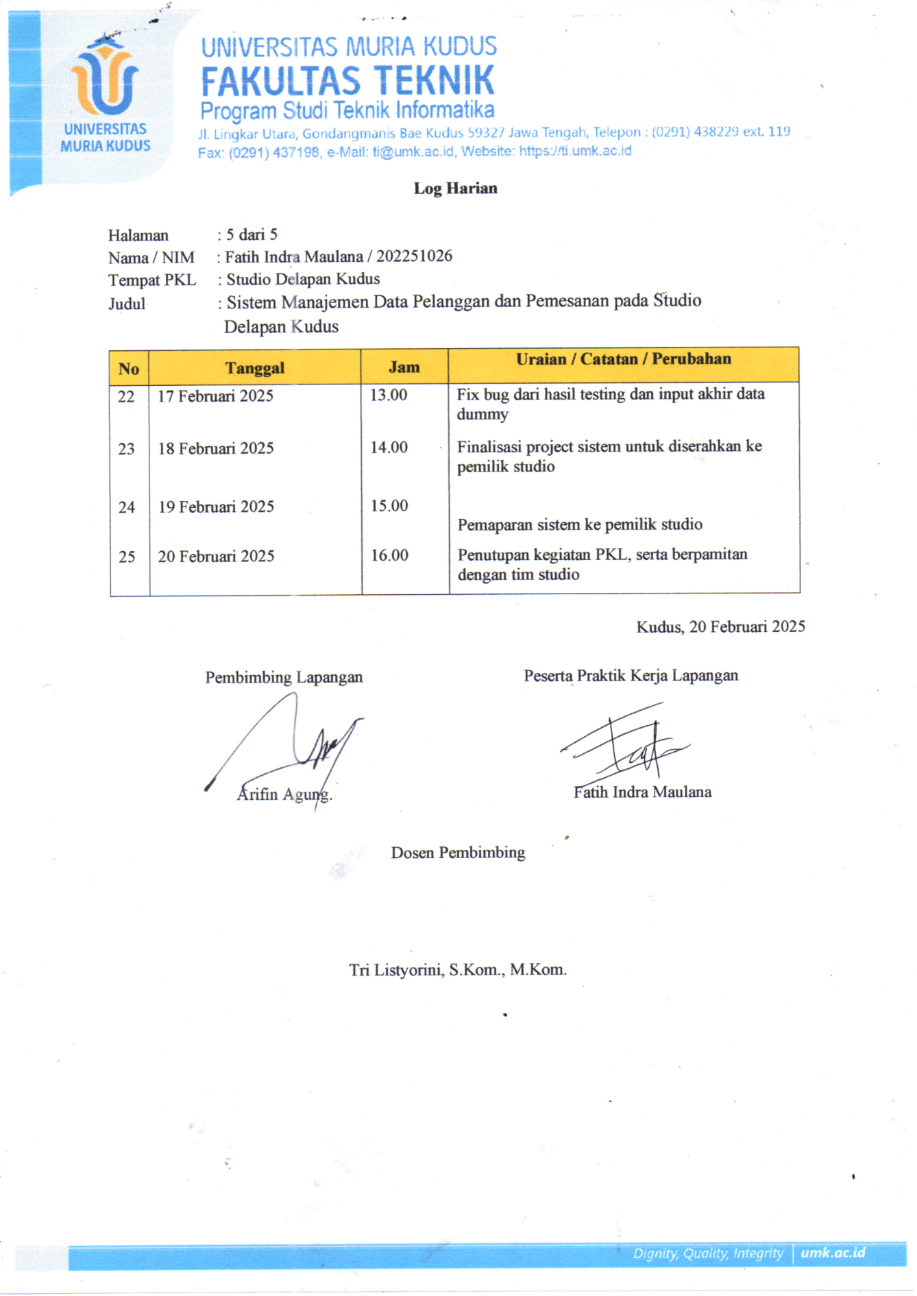 UNIVERSITAS MURIA KUDUS
FAKULTAS TEKNIK
Program Studi Teknik Informatika
Jl. Lingkar Utara, Gondangmanis Bae Kudus 59327 Jawa Tengah, Telepon : (0291) 438229 ext. 119
Fax: (0291) 437198, e-Mail: ti@umk.ac.id, Website: https://ti.umk.ac.id
UNIVERSITAS
MURIA KUDUS
Log Harian
Halaman : 5 dari 5
Nama / NIM : Fatih Indra Maulana / 202251026
Tempat PKL : Studio Delapan Kudus
Judul : Sistem Manajemen Data Pelanggan dan Pemesanan pada Studio
Delapan Kudus
No Tanggal Jam Uraian / Catatan / Perubahan
22 17 Februari 2025 13.00 Fix bug dari hasil testing dan input akhir data
dummy
23 18 Februari 2025 14.00 Finalisasi project sistem untuk diserahkan ke
pemilik studio
24 19 Februari 2025 15.00
Pemaparan sistem ke pemilik studio
25 20 Februari 2025 16.00 Penutupan kegiatan PKL, serta berpamitan
dengan tim studio
Kudus, 20 Februari 2025
Pembimbing Lapangan Peserta Praktik Kerja Lapangan
Arifin Agung. Fatih Indra Maulana
Dosen Pembimbing
Tri Listyorini, S.Kom., M.Kom.
Dignity, Quality, Integrity | umk.ac.id